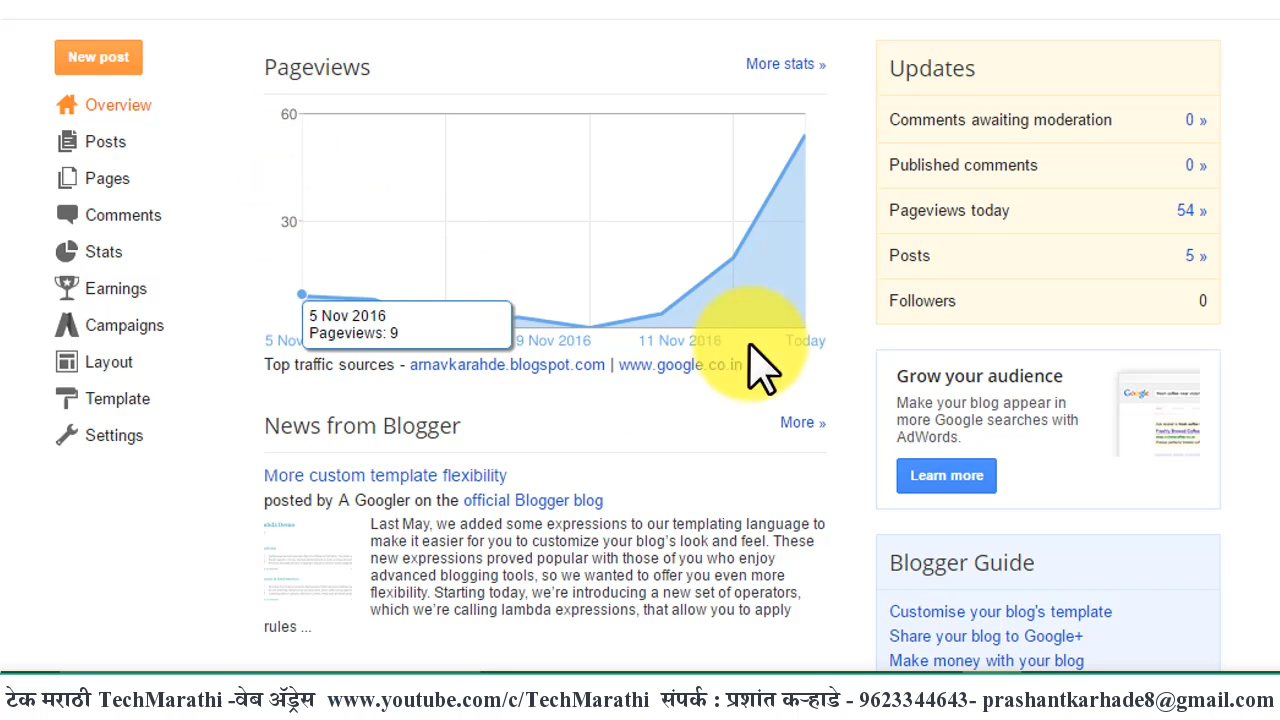 New post
Overview
Posts
Pages
Comments
Stats
Earnings
Campaigns
Layout
Template
Settings
Pageviews
More stats »
60
30
5 Nov 2016
Pageviews: 9
5 Nov
9 Nov 2016
11 Nov 2016
Today
Top traffic sources - arnavkarahde.blogspot.com | www.google.co.in
News from Blogger
More »
More custom template flexibility
posted by A Googler on the official Blogger blog
Last May, we added some expressions to our templating language to
make it easier for you to customize your blog's look and feel. These
new expressions proved popular with those of you who enjoy
advanced blogging tools, so we wanted to offer you even more
flexibility. Starting today, we're introducing a new set of operators,
which we're calling lambda expressions, that allow you to apply
rules ...
Updates
Comments awaiting moderation 0 »
Published comments 0 »
Pageviews today 54 »
Posts 5 »
Followers 0
Grow your audience
Make your blog appear in
more Google searches with
AdWords.
Learn more
Google
Blogger Guide
Customise your blog's template
Share your blog to Google+
Make money with your blog
टेक मराठी TechMarathi -वेब अ‍ॅड्रेस www.youtube.com/c/TechMarathi संपर्क : प्रशांत कऱ्हाडे - 9623344643- prashantkarhade8@gmail.com